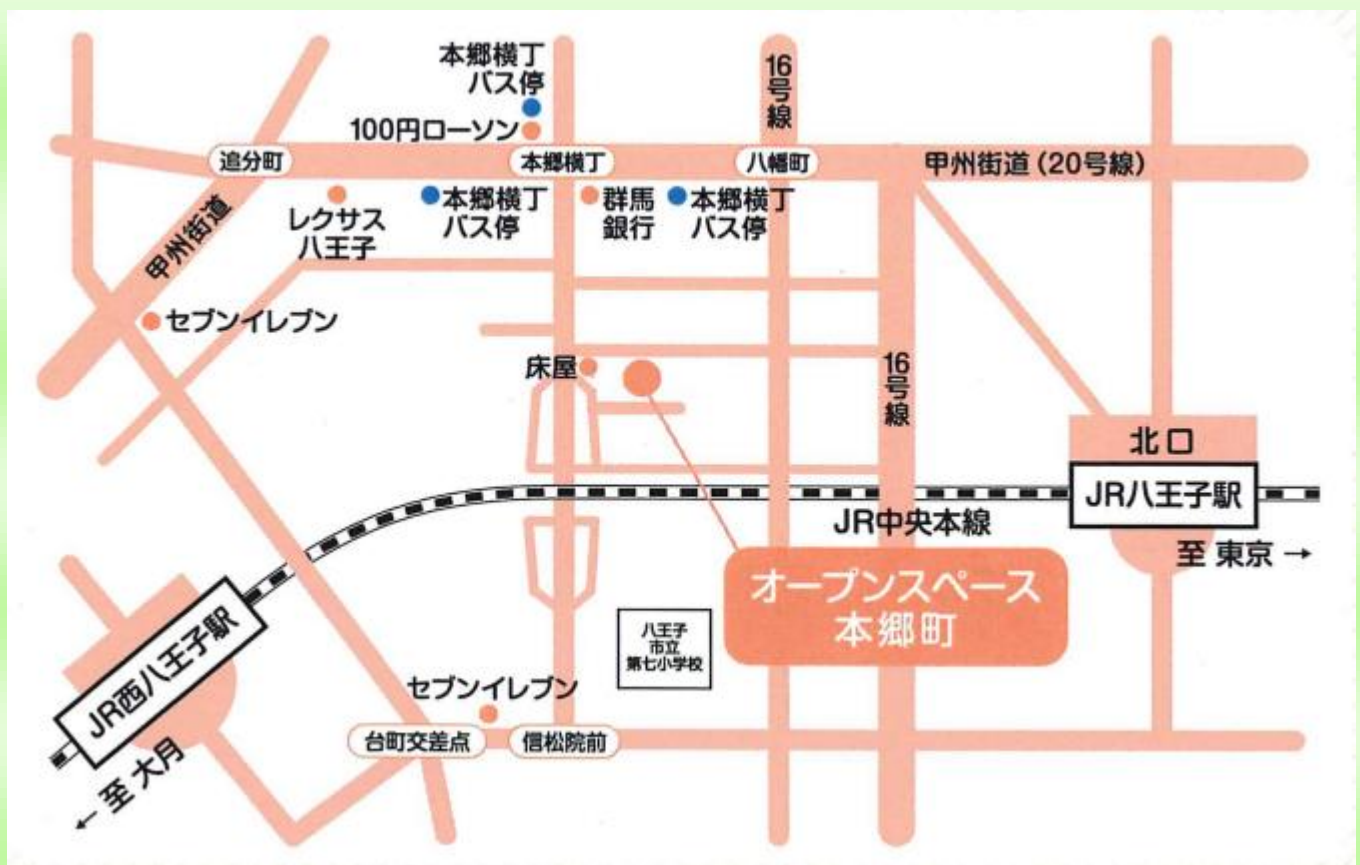 本郷横丁
バス停
100円ローソン
16号線
追分町
本郷横丁
八幡町
甲州街道（20号線）
レクサス
八王子
本郷横丁
バス停
群馬
銀行
本郷横丁
バス停
甲州街道
セブンイレブン
床屋
16号線
北口
JR八王子駅
JR中央本線
至 東京 →
オープンスペース
本郷町
八王子
市立
第七小学校
JR西八王子駅
← 至 大月
セブンイレブン
台町交差点
信松院前